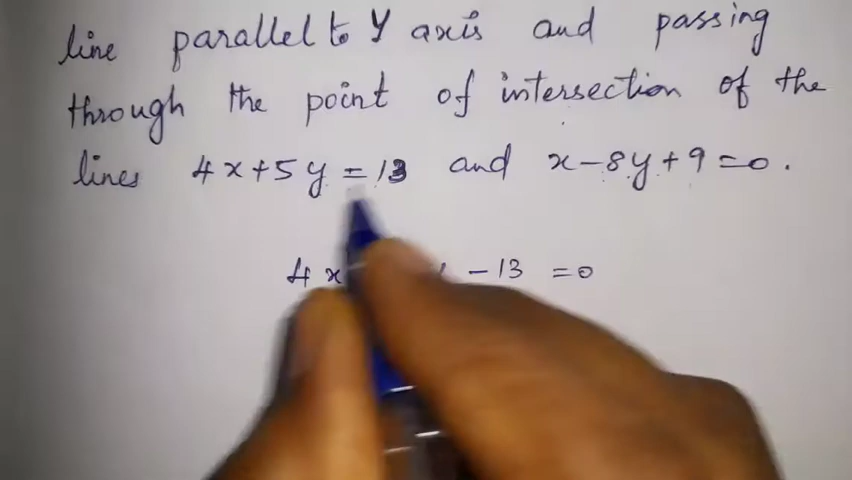 line parallel to Y axis and passing
through the point of intersection of the
lines 4x+5y=13 and x-8y+9=0.
4x -13 =0